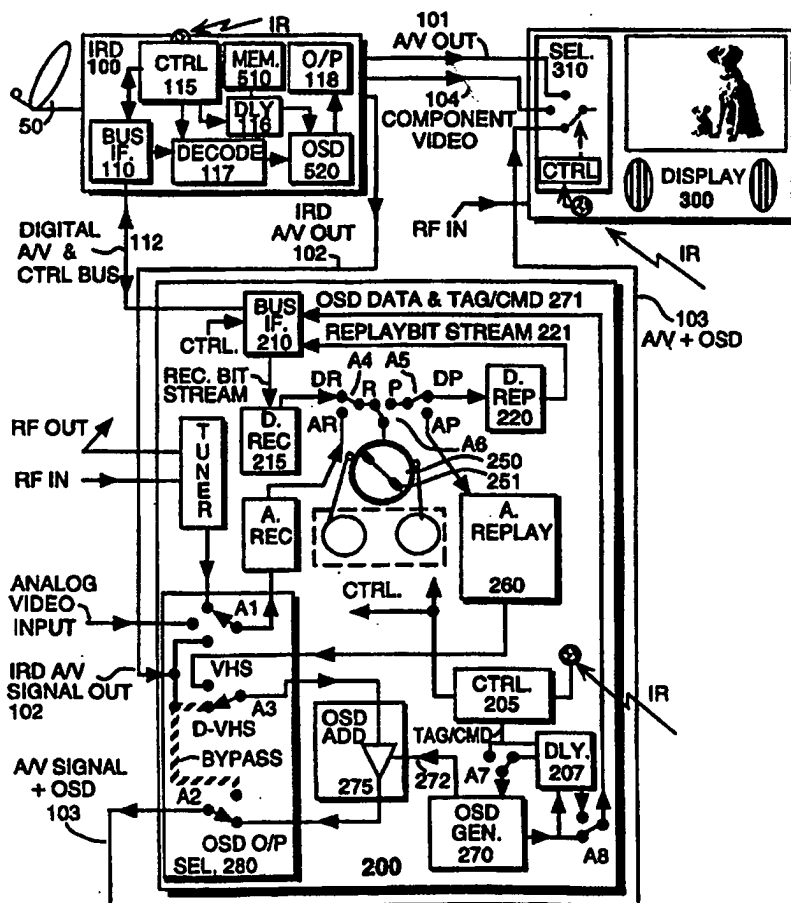 IRD
100
CTRL
115
MEM.
510
O/P
118
DLY
116
BUS
IF.
110
DECODE
117
OSD
520
50
IR
101
A/V OUT
104
COMPONENT
VIDEO
SEL.
310
CTRL
DISPLAY
300
RF IN
IR
DIGITAL
A/V &
CTRL BUS
112
IRD
A/V OUT
102
103
A/V + OSD
BUS
IF.
210
OSD DATA & TAG/CMD 271
REPLAYBIT STREAM 221
CTRL.
REC. BIT
STREAM
D.
REC
215
DR
A4
R
P
A5
DP
D.
REP
220
AR
AP
A6
250
251
RF OUT
RF IN
TUNER
A.
REC
A.
REPLAY
260
CTRL.
ANALOG
VIDEO
INPUT
A1
IRD A/V
SIGNAL OUT
102
VHS
A3
D-VHS
BYPASS
A/V SIGNAL
+ OSD
103
A2
OSD O/P
SEL. 280
OSD
ADD
275
272
CTRL.
205
IR
TAG/CMD
A7
DLY.
207
OSD
GEN.
270
A8
200